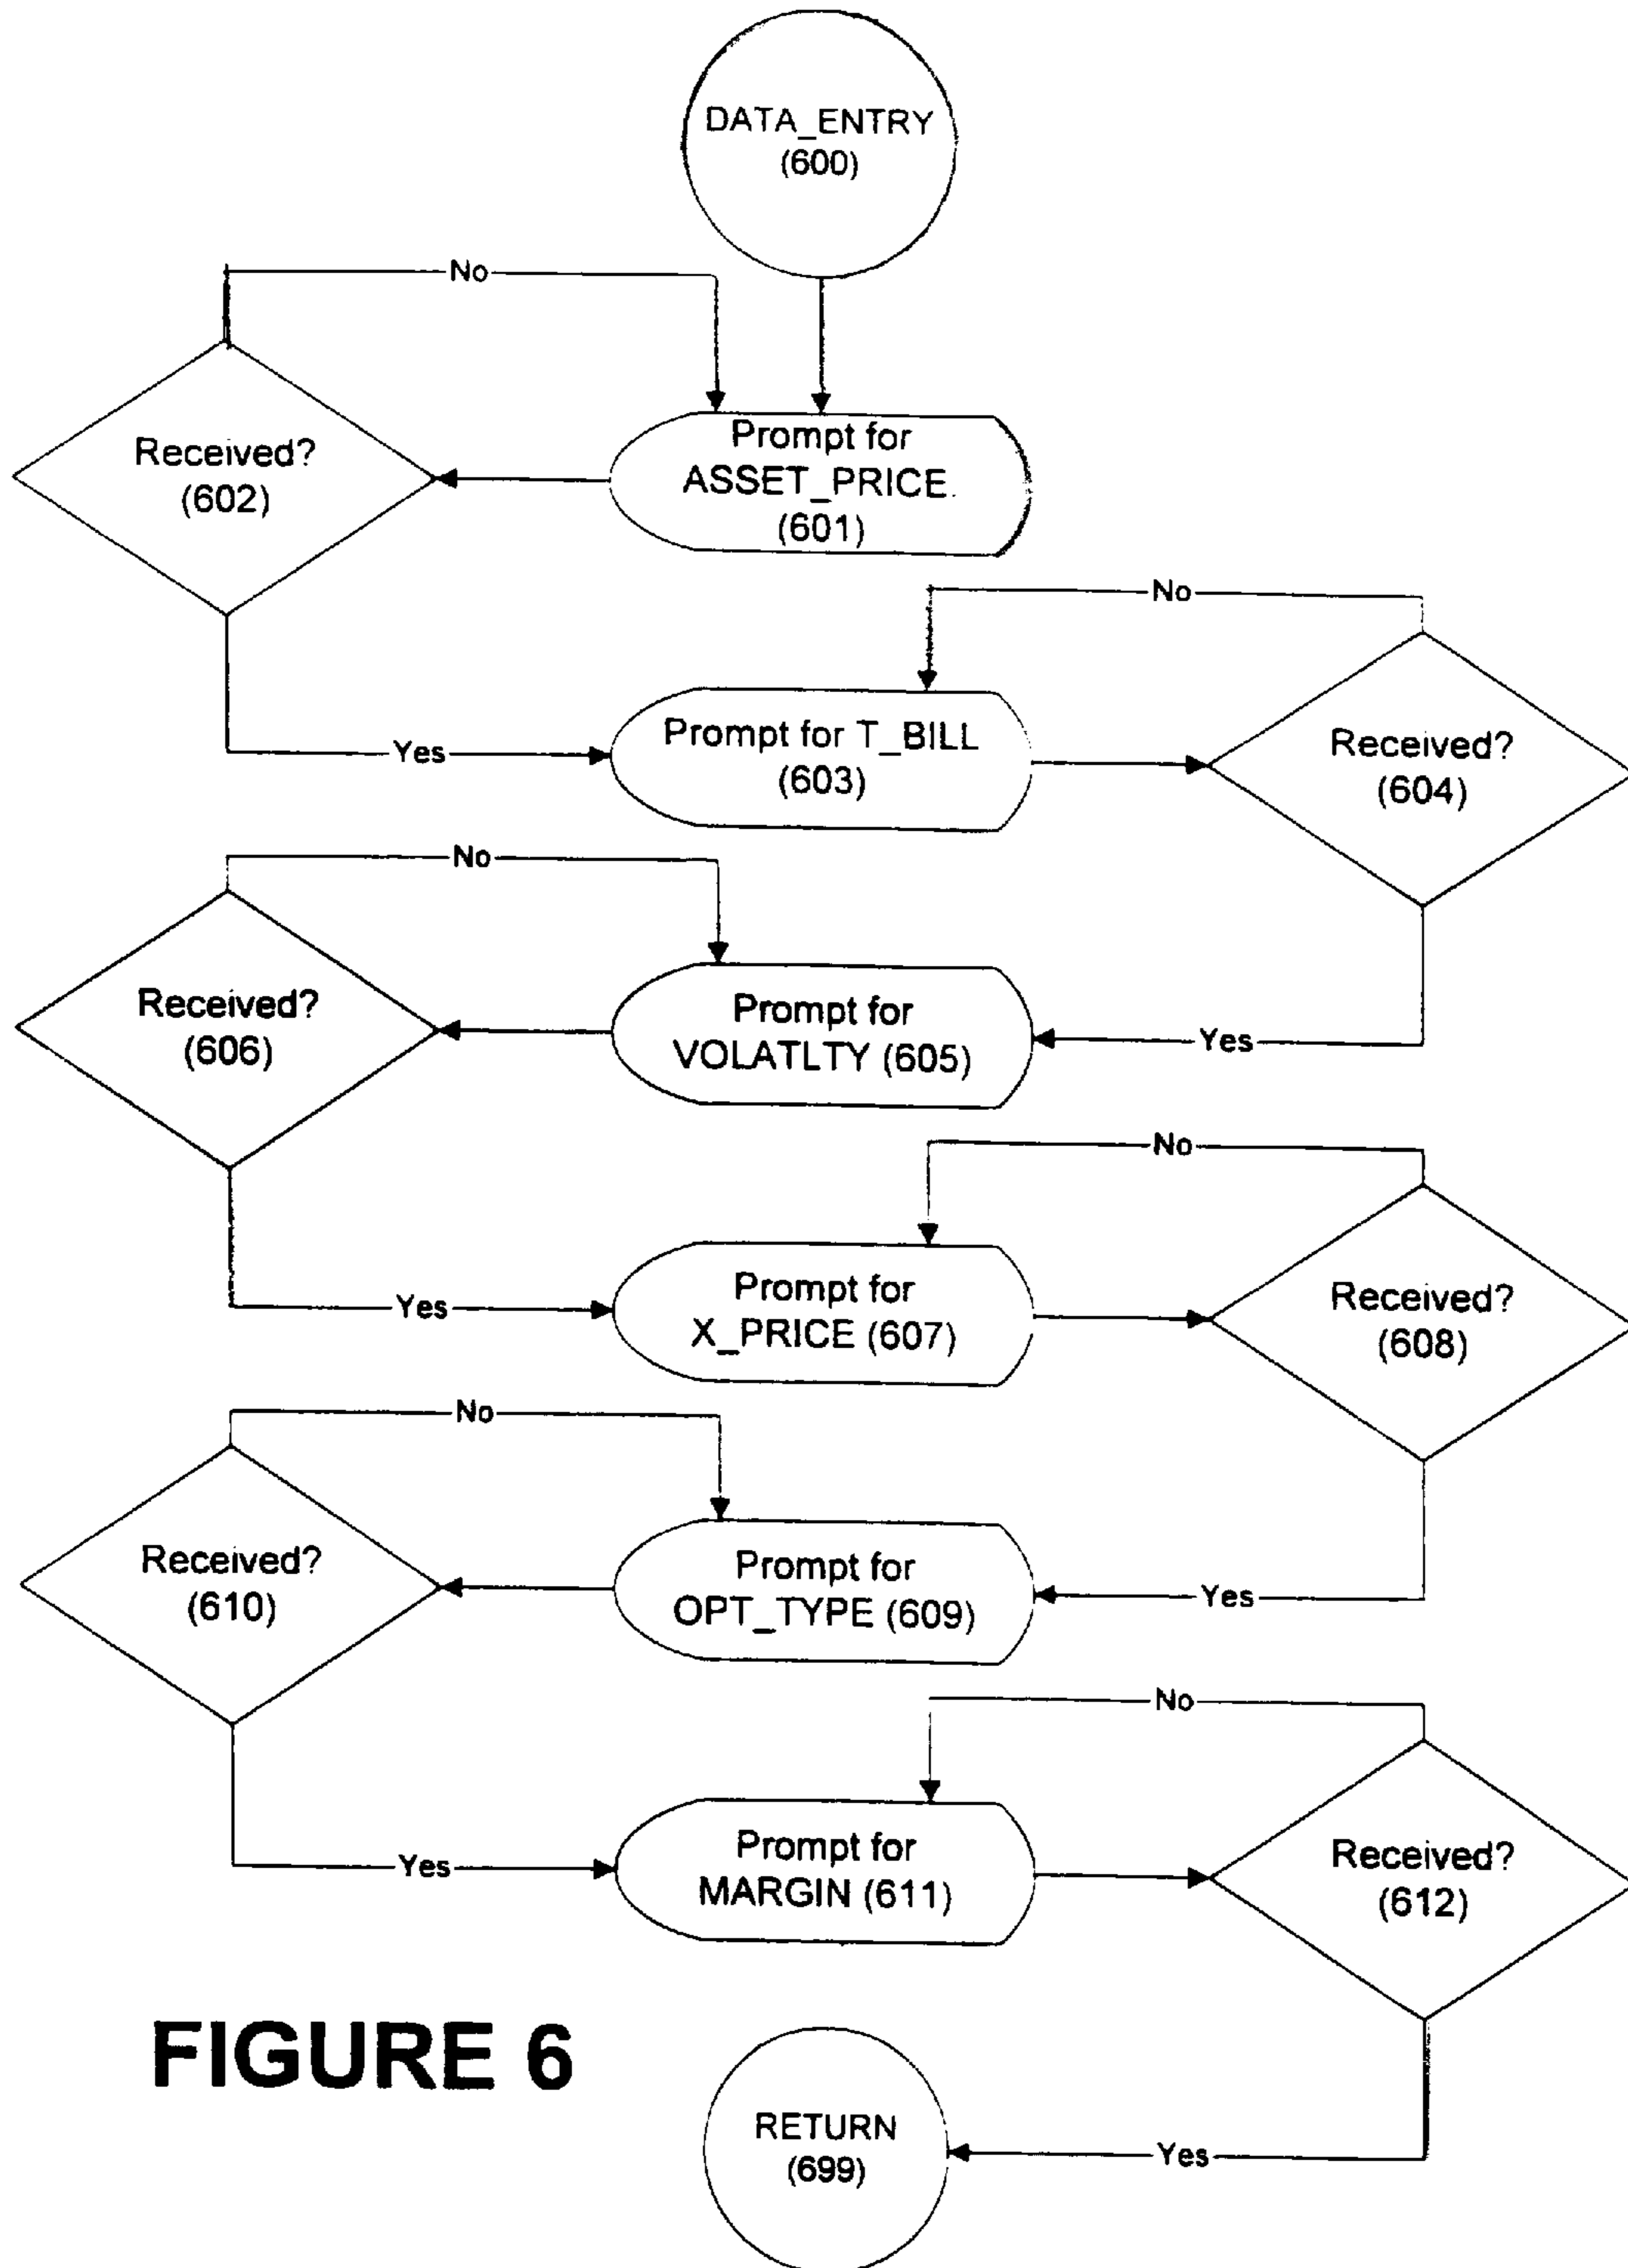 DATA_ENTRY
(600)
No
Received?
(602)
Prompt for
ASSET_PRICE.
(601)
No
Yes
Prompt for T_BILL
(603)
Received?
(604)
No
Received?
(606)
Prompt for
VOLATLTY (605)
Yes
No
Yes
Prompt for
X_PRICE (607)
Received?
(608)
No
Received?
(610)
Prompt for
OPT_TYPE (609)
Yes
No
Yes
Prompt for
MARGIN (611)
Received?
(612)
FIGURE 6
RETURN
(699)
Yes